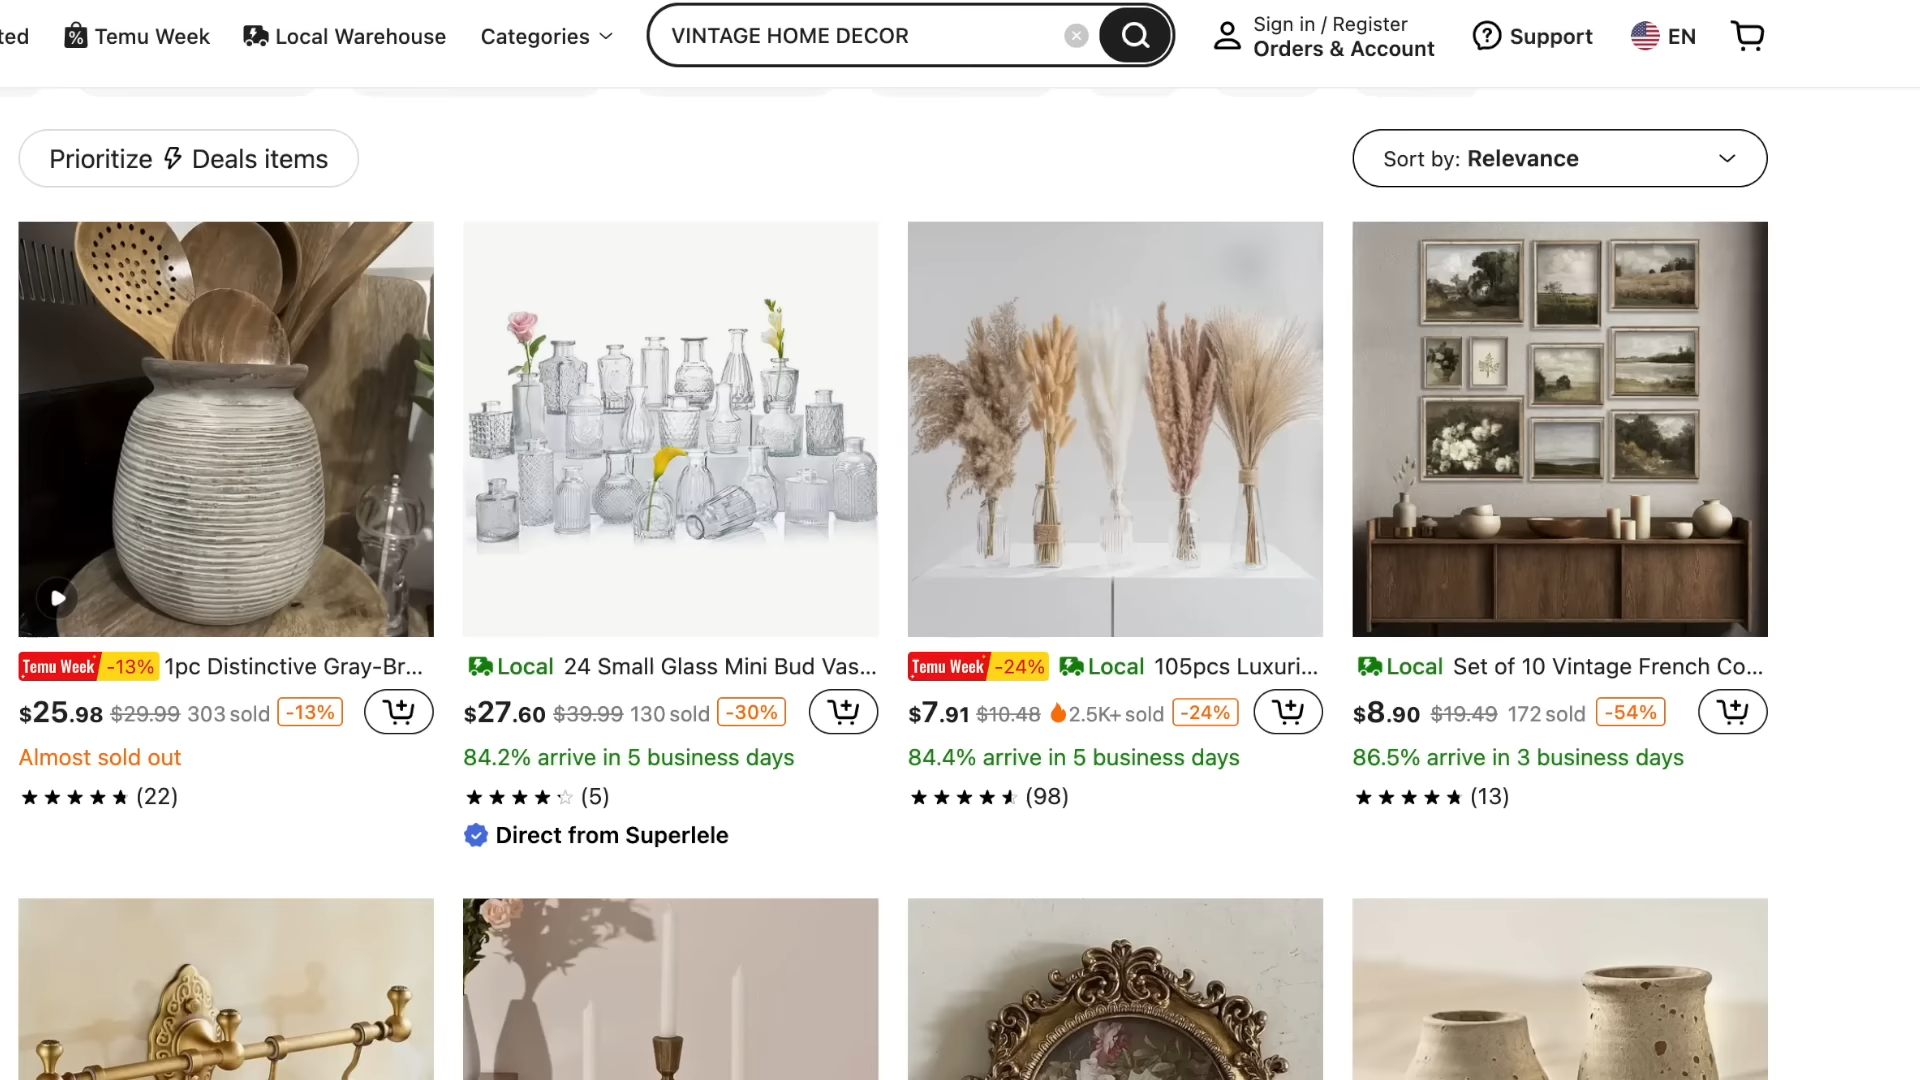 ted
Temu Week
Local Warehouse
Categories
VINTAGE HOME DECOR
Sign in / Register
Orders & Account
Support
EN
Prioritize Deals items
Sort by: Relevance
Temu Week -13% 1pc Distinctive Gray-Br...
$25.98 $29.99 303 sold -13%
Almost sold out
(22)
Local 24 Small Glass Mini Bud Vas...
$27.60 $39.99 130 sold -30%
84.2% arrive in 5 business days
(5)
Direct from Superlele
Temu Week -24% Local 105pcs Luxuri...
$7.91 $10.48 2.5K+ sold -24%
84.4% arrive in 5 business days
(98)
Local Set of 10 Vintage French Co...
$8.90 $19.49 172 sold -54%
86.5% arrive in 3 business days
(13)